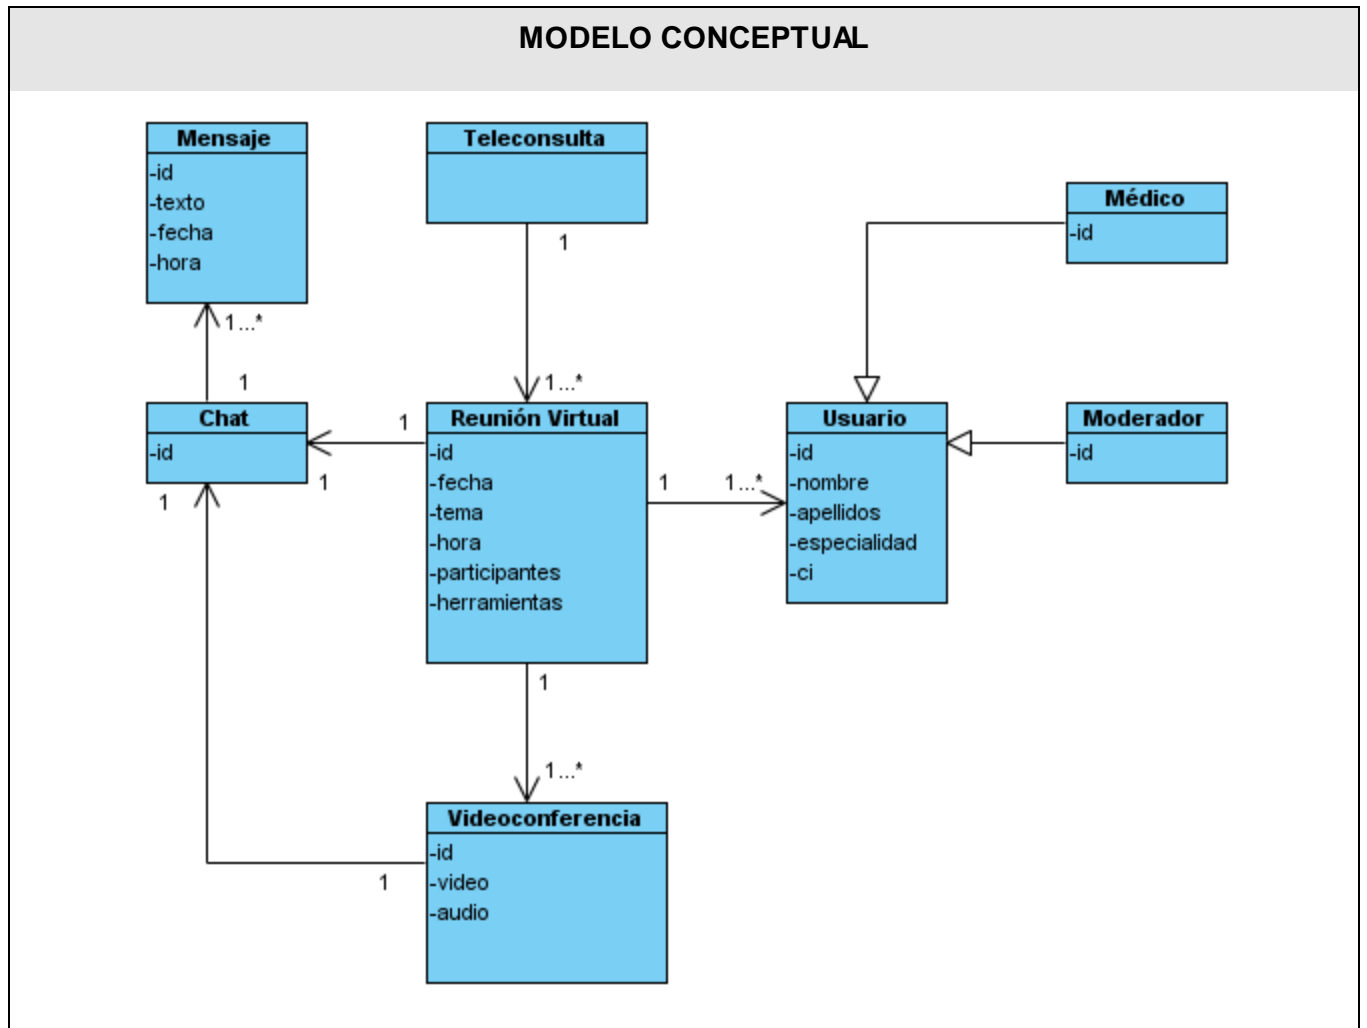 MODELO CONCEPTUAL
Mensaje
-id
-texto
-fecha
-hora
Teleconsulta
1
Médico
-id
1...*
1
1...*
Chat
-id
1
1
1
Reunión Virtual
-id
-fecha
-tema
-hora
-participantes
-herramientas
1
1...*
Usuario
-id
-nombre
-apellidos
-especialidad
-ci
Moderador
-id
1
1...*
Videoconferencia
-id
-video
-audio
1